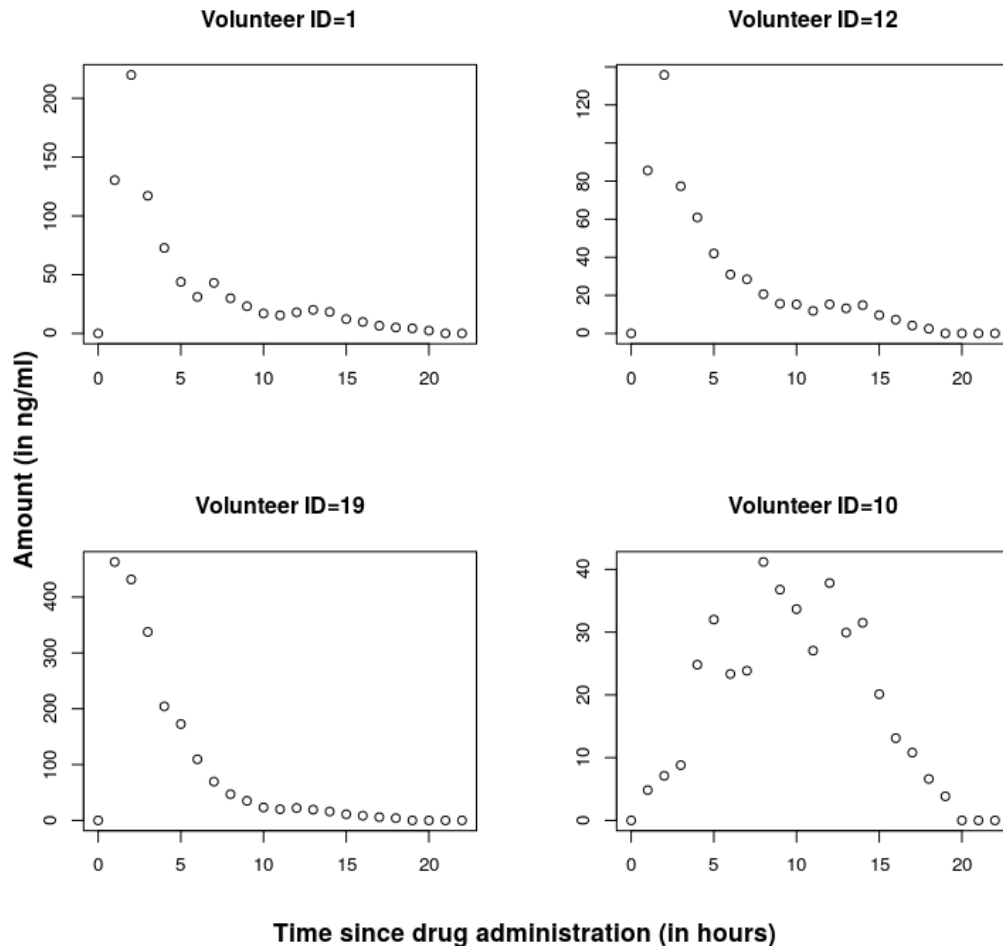 Volunteer ID=1
200
150
100
50
0
0 5 10 15 20
Volunteer ID=12
120
80
60
40
20
0
0 5 10 15 20
Amount (in ng/ml)
Volunteer ID=19
400
300
200
100
0
0 5 10 15 20
Volunteer ID=10
40
30
20
10
0
0 5 10 15 20
Time since drug administration (in hours)